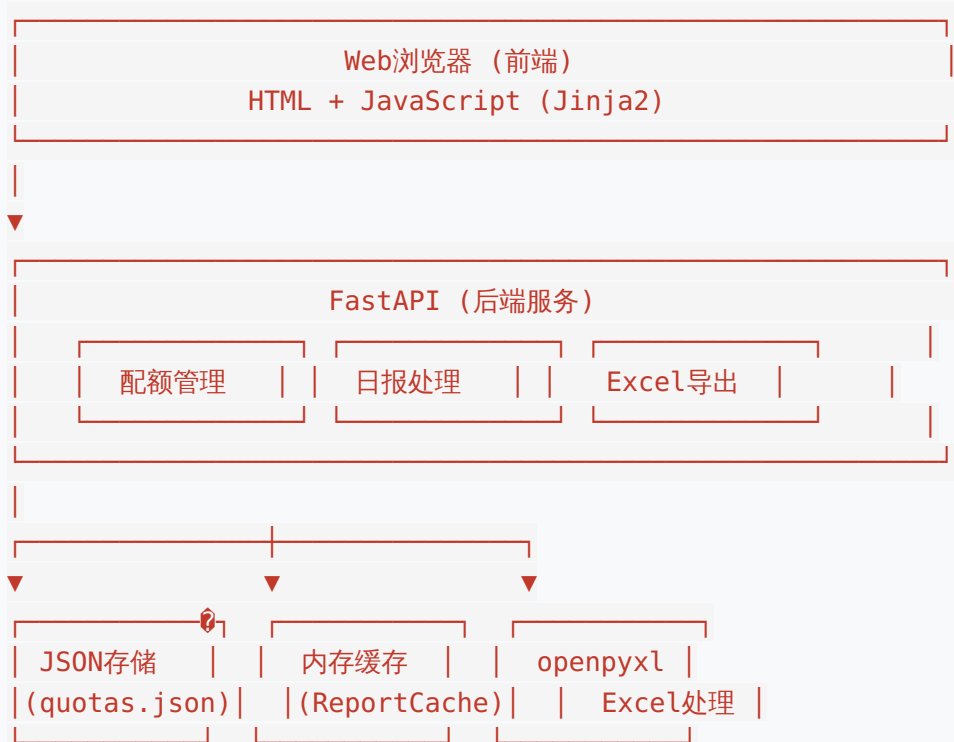 Web浏览器 (前端)
HTML + JavaScript (Jinja2)
FastAPI (后端服务)
配额管理 日报处理 Excel导出
JSON存储 内存缓存 openpyxl
(quotas.json) (ReportCache) Excel处理